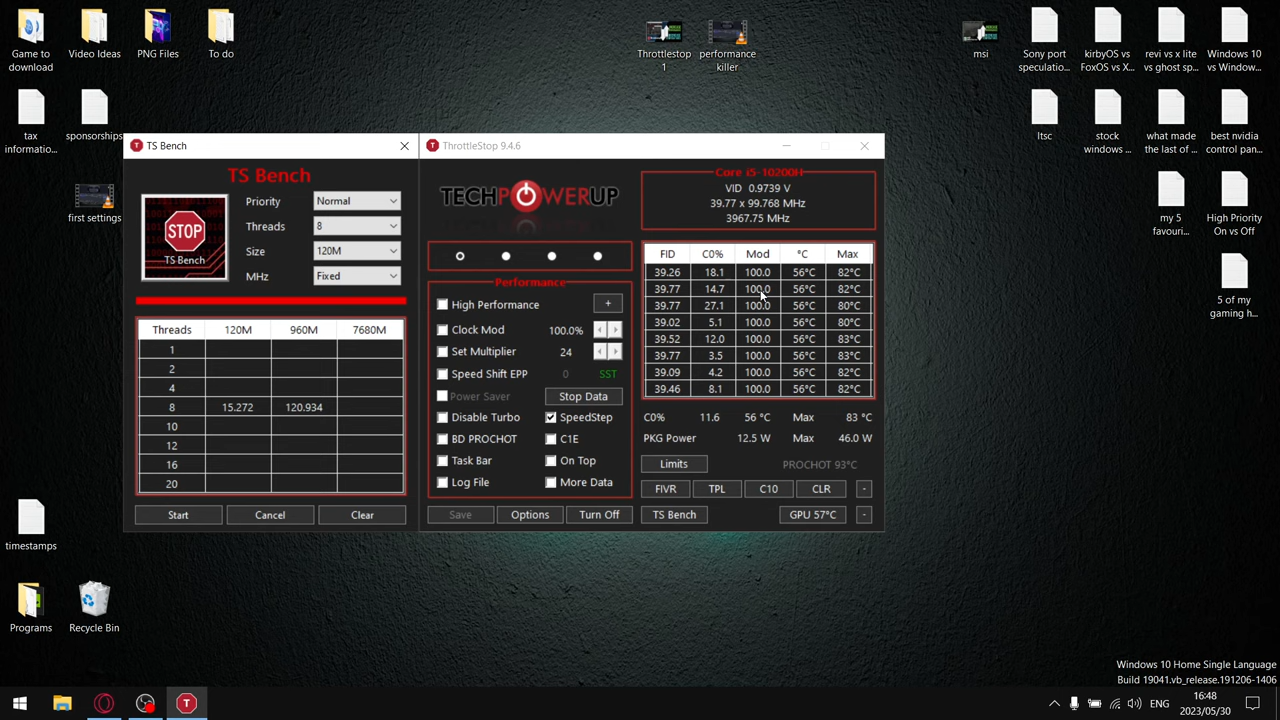 Game to
download
Video Ideas
PNG Files
To do
Throttlestop
1
performance
killer
msi
Sony port
speculatio...
kirbyOS vs
FoxOS vs X...
revi vs x lite
vs ghost sp...
Windows 10
vs Window...
tax
informatio...
sponsorships
ltsc
stock
windows ...
what made
the last of ...
best nvidia
control pan...
first settings
my 5
favouri...
High Priority
On vs Off
5 of my
gaming h...
timestamps
Programs
Recycle Bin
TS Bench
TS Bench
STOP
TS Bench
Priority Normal
Threads 8
Size 120M
MHz Fixed
Threads 120M 960M 7680M
1
2
4
8 15.272 120.934
10
12
16
20
Start Cancel Clear
ThrottleStop 9.4.6
TECHPOWERUP
Performance
High Performance +
Clock Mod 100.0%
Set Multiplier 24
Speed Shift EPP 0 SST
Power Saver Stop Data
Disable Turbo SpeedStep
BD PROCHOT C1E
Task Bar On Top
Log File More Data
Save Options Turn Off
Core i5-10200H
VID 0.9739 V
39.77 x 99.768 MHz
3967.75 MHz
FID C0% Mod °C Max
39.26 18.1 100.0 56°C 82°C
39.77 14.7 100.0 56°C 82°C
39.77 27.1 100.0 56°C 80°C
39.02 5.1 100.0 56°C 80°C
39.52 12.0 100.0 56°C 83°C
39.77 3.5 100.0 56°C 83°C
39.09 4.2 100.0 56°C 82°C
39.46 8.1 100.0 56°C 82°C
C0% 11.6 56 °C Max 83 °C
PKG Power 12.5 W Max 46.0 W
Limits PROCHOT 93°C
FIVR TPL C10 CLR -
TS Bench GPU 57°C -
Windows 10 Home Single Language
Build 19041.vb_release.191206-1406
T
ENG
16:48
2023/05/30